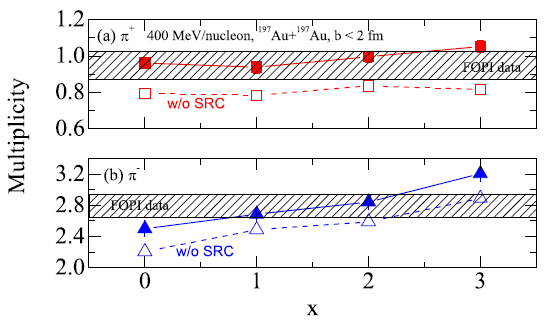 (a) π⁺ 400 MeV/nucleon, ¹⁹⁷Au+¹⁹⁷Au, b < 2 fm
1.2
1.0
0.8
0.6
FOPI data
w/o SRC
Multiplicity
(b) π⁻
3.2
2.8
2.4
2.0
FOPI data
w/o SRC
0 1 2 3
x